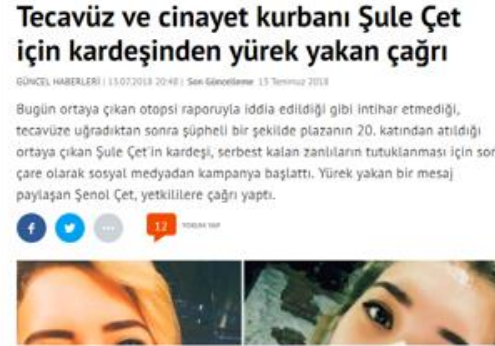 Tecavüz ve cinayet kurbanı Şule Çet
için kardeşinden yürek yakan çağrı
GÜNCEL HABERLERİ | 13.07.2018 20:48 | Son Güncelleme 13 Temmuz 2018
Bugün ortaya çıkan otopsi raporuyla iddia edildiği gibi intihar etmediği,
tecavüze uğradıktan sonra şüpheli bir şekilde plazanın 20. katından atıldığı
ortaya çıkan Şule Çet'in kardeşi, serbest kalan zanlıların tutuklanması için son
çare olarak sosyal medyadan kampanya başlattı. Yürek yakan bir mesaj
paylaşan Şenol Çet, yetkililere çağrı yaptı.
12 YORUM YAP